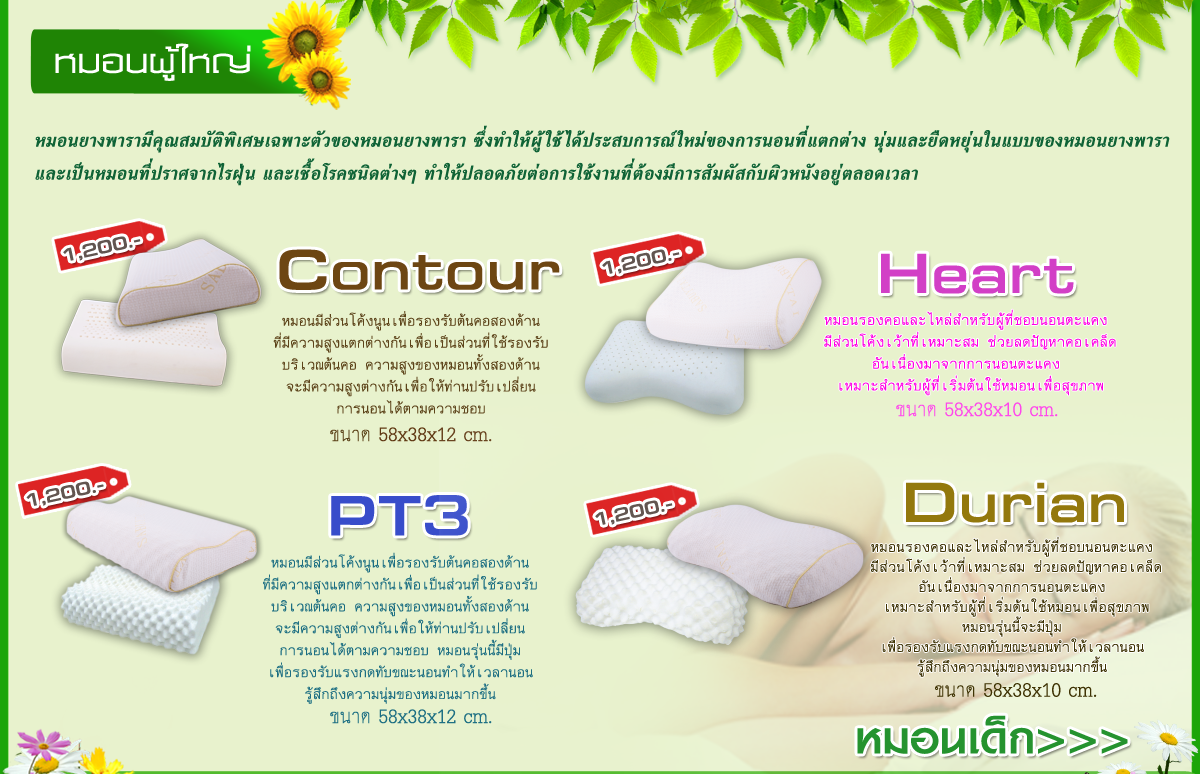 หมอนผู้ใหญ่
หมอนยางพารามีคุณสมบัติพิเศษเฉพาะตัวของหมอนยางพารา ซึ่งทำให้ผู้ใช้ได้ประสบการณ์ใหม่ของการนอนที่แตกต่าง นุ่มและยืดหยุ่นในแบบของหมอนยางพารา
และเป็นหมอนที่ปราศจากไรฝุ่น และเชื้อโรคชนิดต่างๆ ทำให้ปลอดภัยต่อการใช้งานที่ต้องมีการสัมผัสกับผิวหนังอยู่ตลอดเวลา
1,200.-
Contour
หมอนมีส่วนโค้งนูนเพื่อรองรับต้นคอสองด้าน
ที่มีความสูงแตกต่างกันเพื่อเป็นส่วนที่ใช้รองรับ
บริเวณต้นคอ ความสูงของหมอนทั้งสองด้าน
จะมีความสูงต่างกันเพื่อให้ท่านปรับเปลี่ยน
การนอนได้ตามความชอบ
ขนาด 58x38x12 cm.
1,200.-
Heart
หมอนรองคอและไหล่สำหรับผู้ที่ชอบนอนตะแคง
มีส่วนโค้งเว้าที่เหมาะสม ช่วยลดปัญหาคอเคล็ด
อันเนื่องมาจากการนอนตะแคง
เหมาะสำหรับผู้ที่เริ่มต้นใช้หมอนเพื่อสุขภาพ
ขนาด 58x38x10 cm.
1,200.-
PT3
หมอนมีส่วนโค้งนูนเพื่อรองรับต้นคอสองด้าน
ที่มีความสูงแตกต่างกันเพื่อเป็นส่วนที่ใช้รองรับ
บริเวณต้นคอ ความสูงของหมอนทั้งสองด้าน
จะมีความสูงต่างกันเพื่อให้ท่านปรับเปลี่ยน
การนอนได้ตามความชอบ หมอนรุ่นนี้มีปุ่ม
เพื่อรองรับแรงกดทับขณะนอนทำให้เวลานอน
รู้สึกถึงความนุ่มของหมอนมากขึ้น
ขนาด 58x38x12 cm.
1,200.-
Durian
หมอนรองคอและไหล่สำหรับผู้ที่ชอบนอนตะแคง
มีส่วนโค้งเว้าที่เหมาะสม ช่วยลดปัญหาคอเคล็ด
อันเนื่องมาจากการนอนตะแคง
เหมาะสำหรับผู้ที่เริ่มต้นใช้หมอนเพื่อสุขภาพ
หมอนรุ่นนี้จะมีปุ่ม
เพื่อรองรับแรงกดทับขณะนอนทำให้เวลานอน
รู้สึกถึงความนุ่มของหมอนมากขึ้น
ขนาด 58x38x10 cm.
หมอนเด็ก>>>